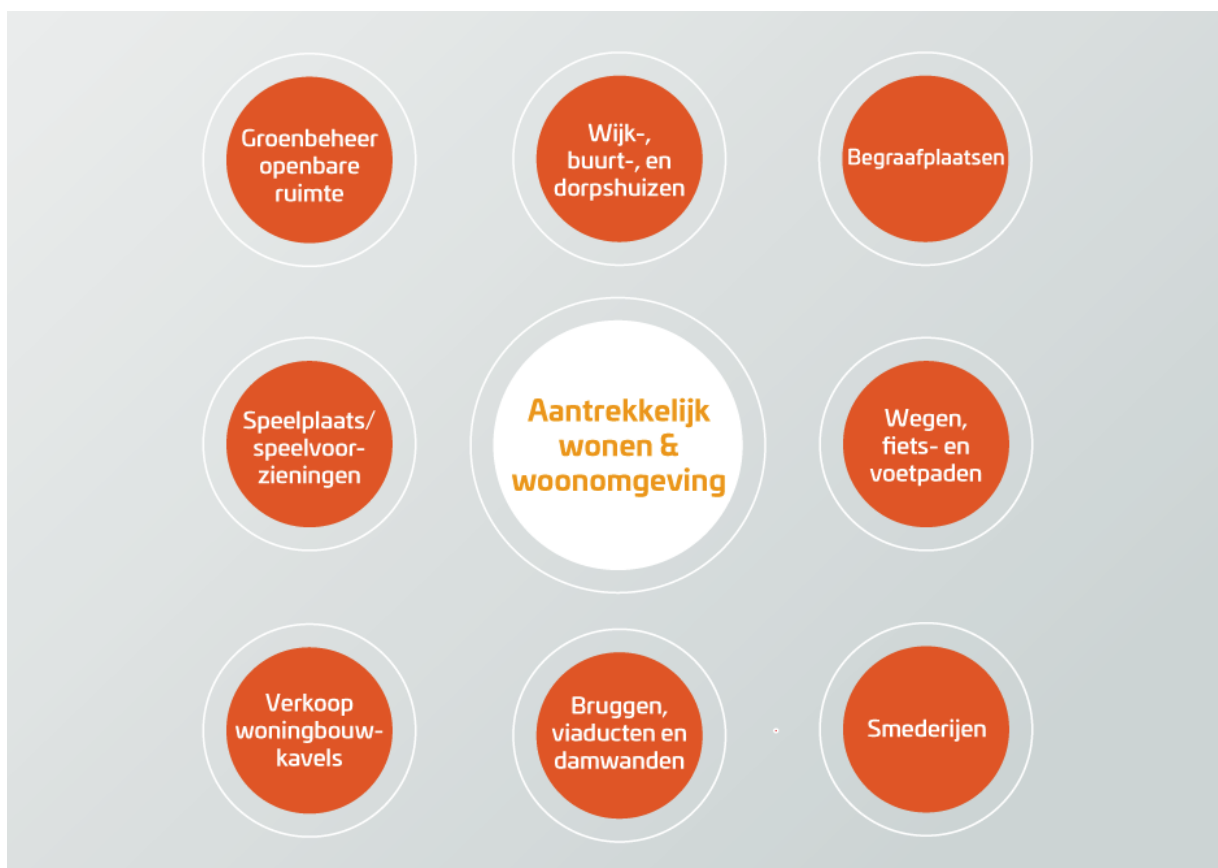 Groenbeheer
openbare
ruimte
Wijk-,
buurt-, en
dorpshuizen
Begraafplaatsen
Speelplaats/
speelvoor-
zieningen
Aantrekkelijk
wonen &
woonomgeving
Wegen,
fiets- en
voetpaden
Verkoop
woningbouw-
kavels
Bruggen,
viaducten en
damwanden
Smederijen